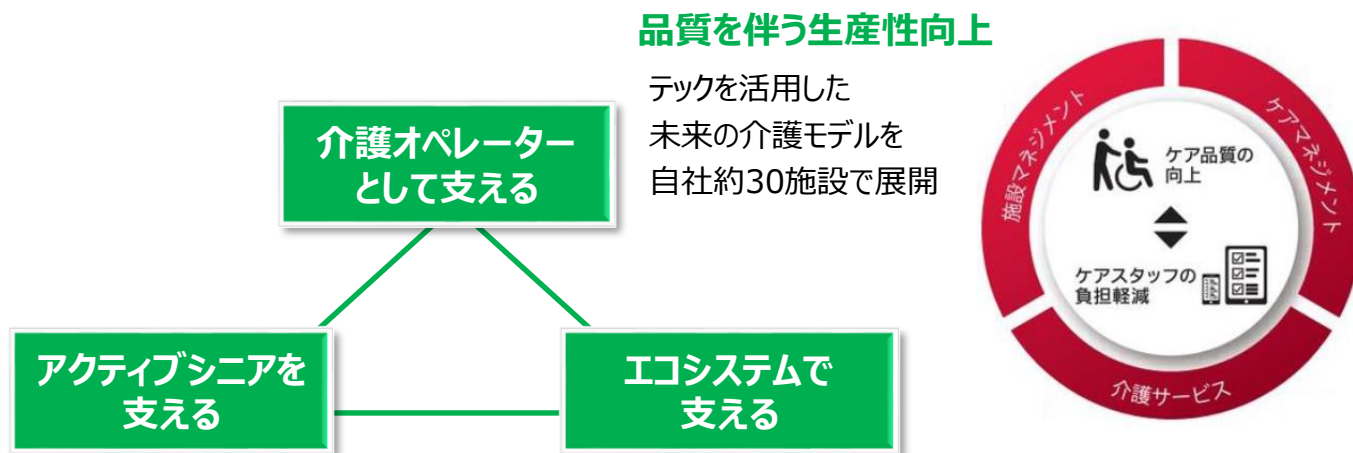 品質を伴う生産性向上
テックを活用した
未来の介護モデルを
自社約30施設で展開
介護オペレーター
として支える
アクティブシニアを
支える
エコシステムで
支える
施設マネジメント
ケアマネジメント
ケア品質の
向上
ケアスタッフの
負担軽減
介護サービス